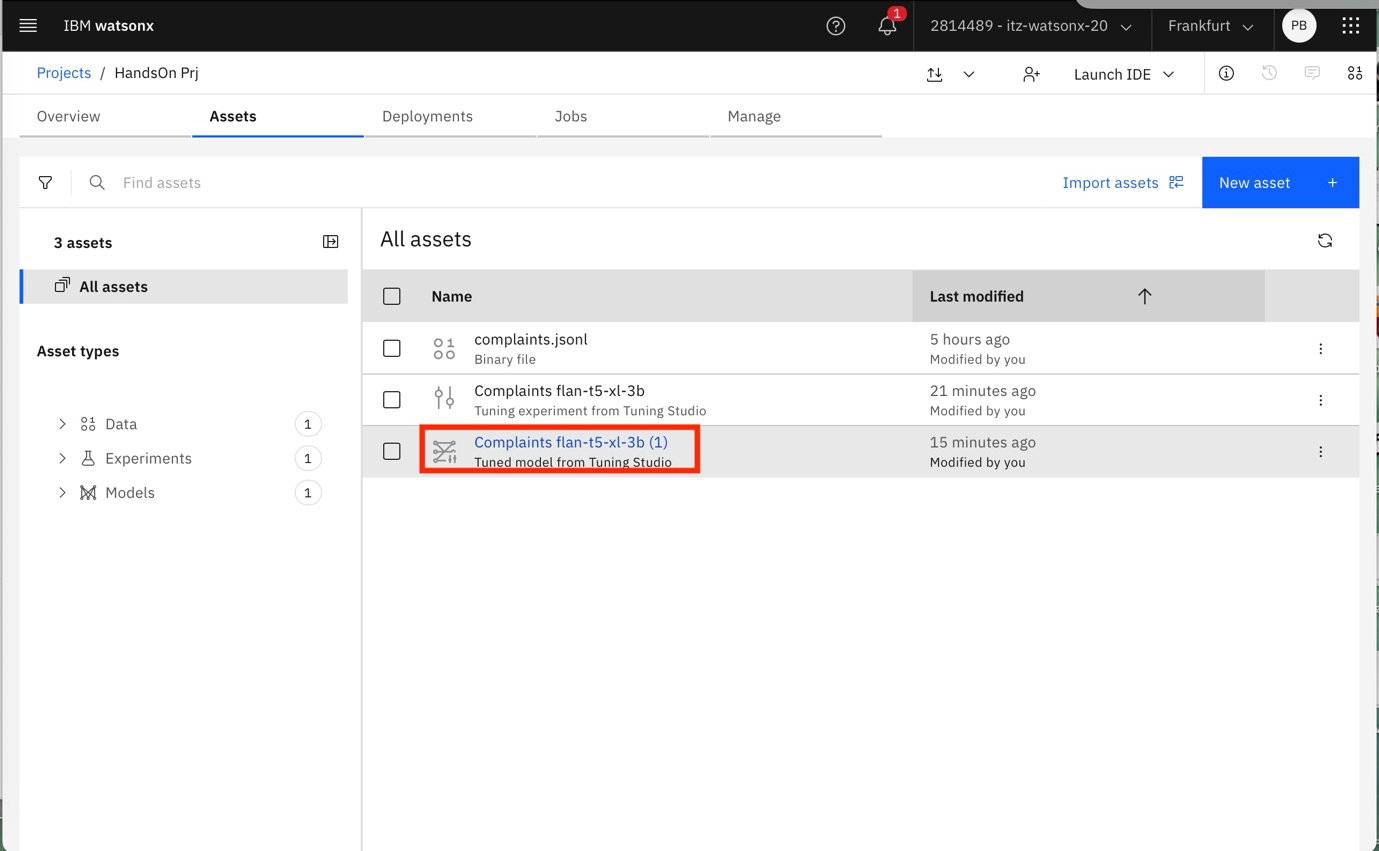 IBM watsonx
1
2814489 - itz-watsonx-20
Frankfurt
PB
Projects / HandsOn Prj
Launch IDE
Overview
Assets
Deployments
Jobs
Manage
Find assets
Import assets
New asset +
3 assets
All assets
Asset types
Data 1
Experiments 1
Models 1
All assets
Name
Last modified
complaints.jsonl
Binary file
5 hours ago
Modified by you
Complaints flan-t5-xl-3b
Tuning experiment from Tuning Studio
21 minutes ago
Modified by you
Complaints flan-t5-xl-3b (1)
Tuned model from Tuning Studio
15 minutes ago
Modified by you